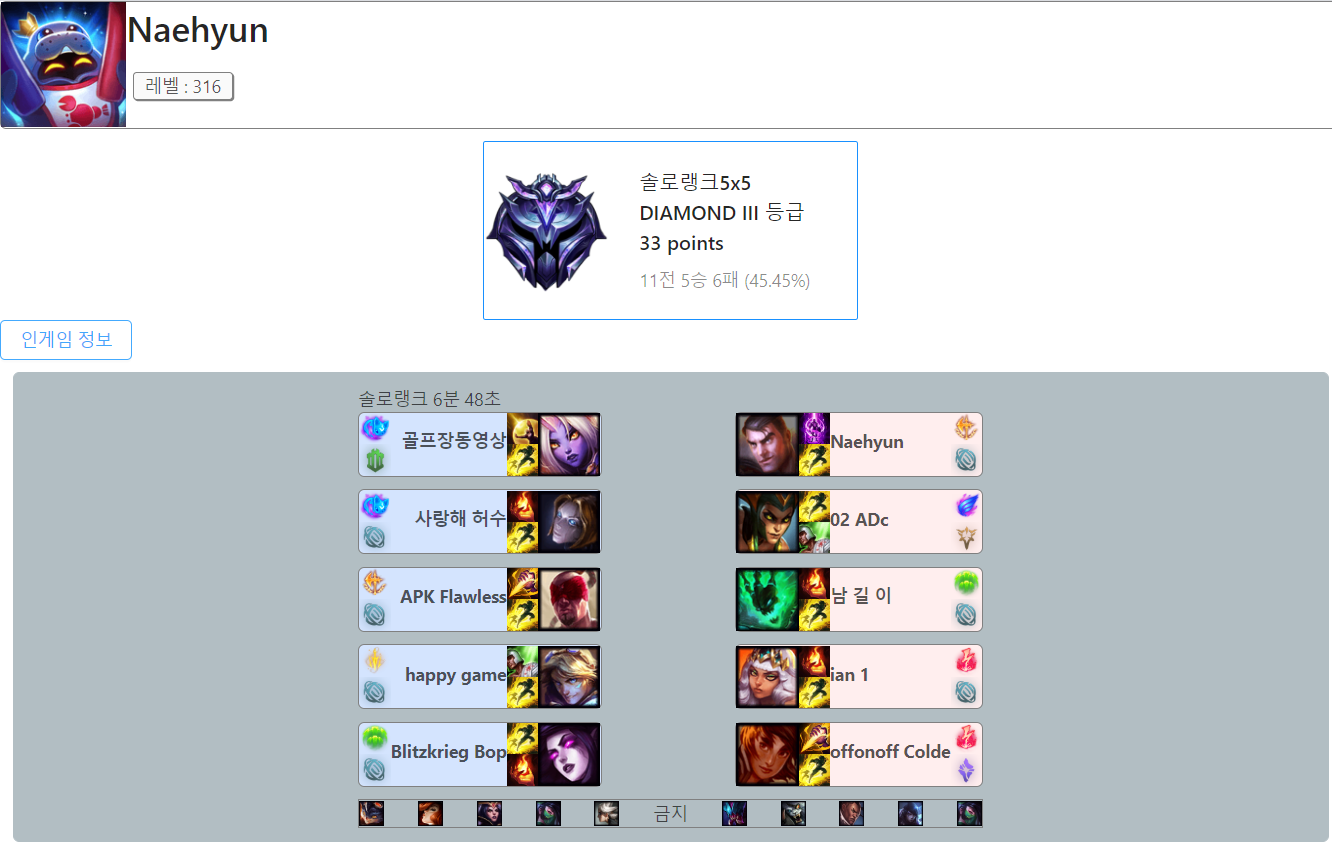 Naehyun
레벨 : 316
솔로랭크5x5
DIAMOND III 등급
33 points
11전 5승 6패 (45.45%)
인게임 정보
솔로랭크 6분 48초
골프장동영상
Naehyun
사랑해 허수
02 ADc
APK Flawless
남 길 이
happy game
ian 1
Blitzkrieg Bop
offonoff Colde
금지